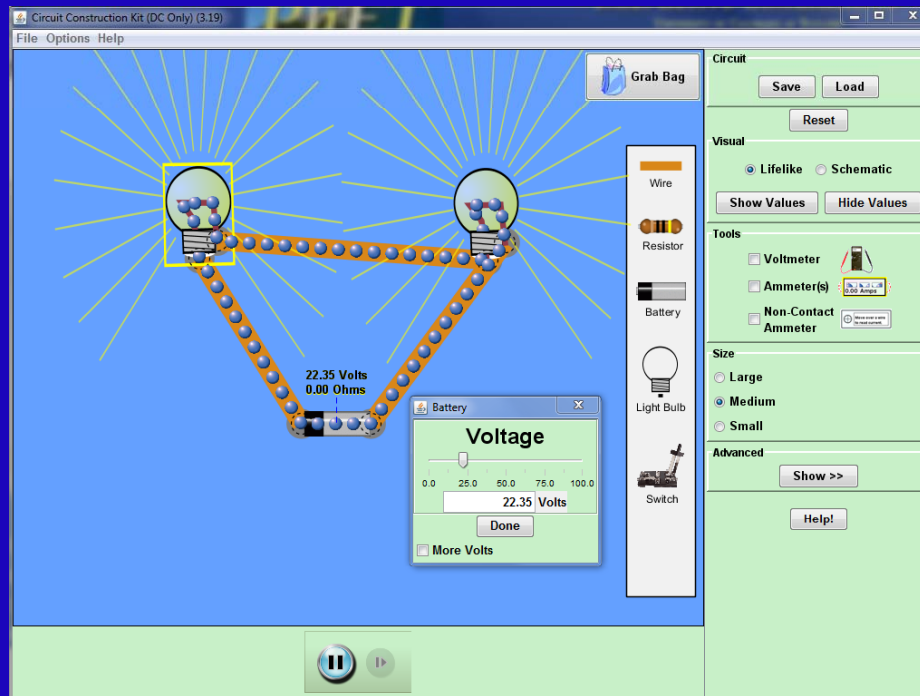 Circuit Construction Kit (DC Only) (3.19)
File Options Help
Grab Bag
Wire
Resistor
Battery
Light Bulb
Switch
22.35 Volts
0.00 Ohms
Battery
Voltage
0.0 25.0 50.0 75.0 100.0
22.35 Volts
Done
More Volts
Circuit
Save Load
Reset
Visual
Lifelike Schematic
Show Values Hide Values
Tools
Voltmeter
Ammeter(s)
0.00 Amps
Non-Contact
Ammeter
Size
Large
Medium
Small
Advanced
Show >>
Help!